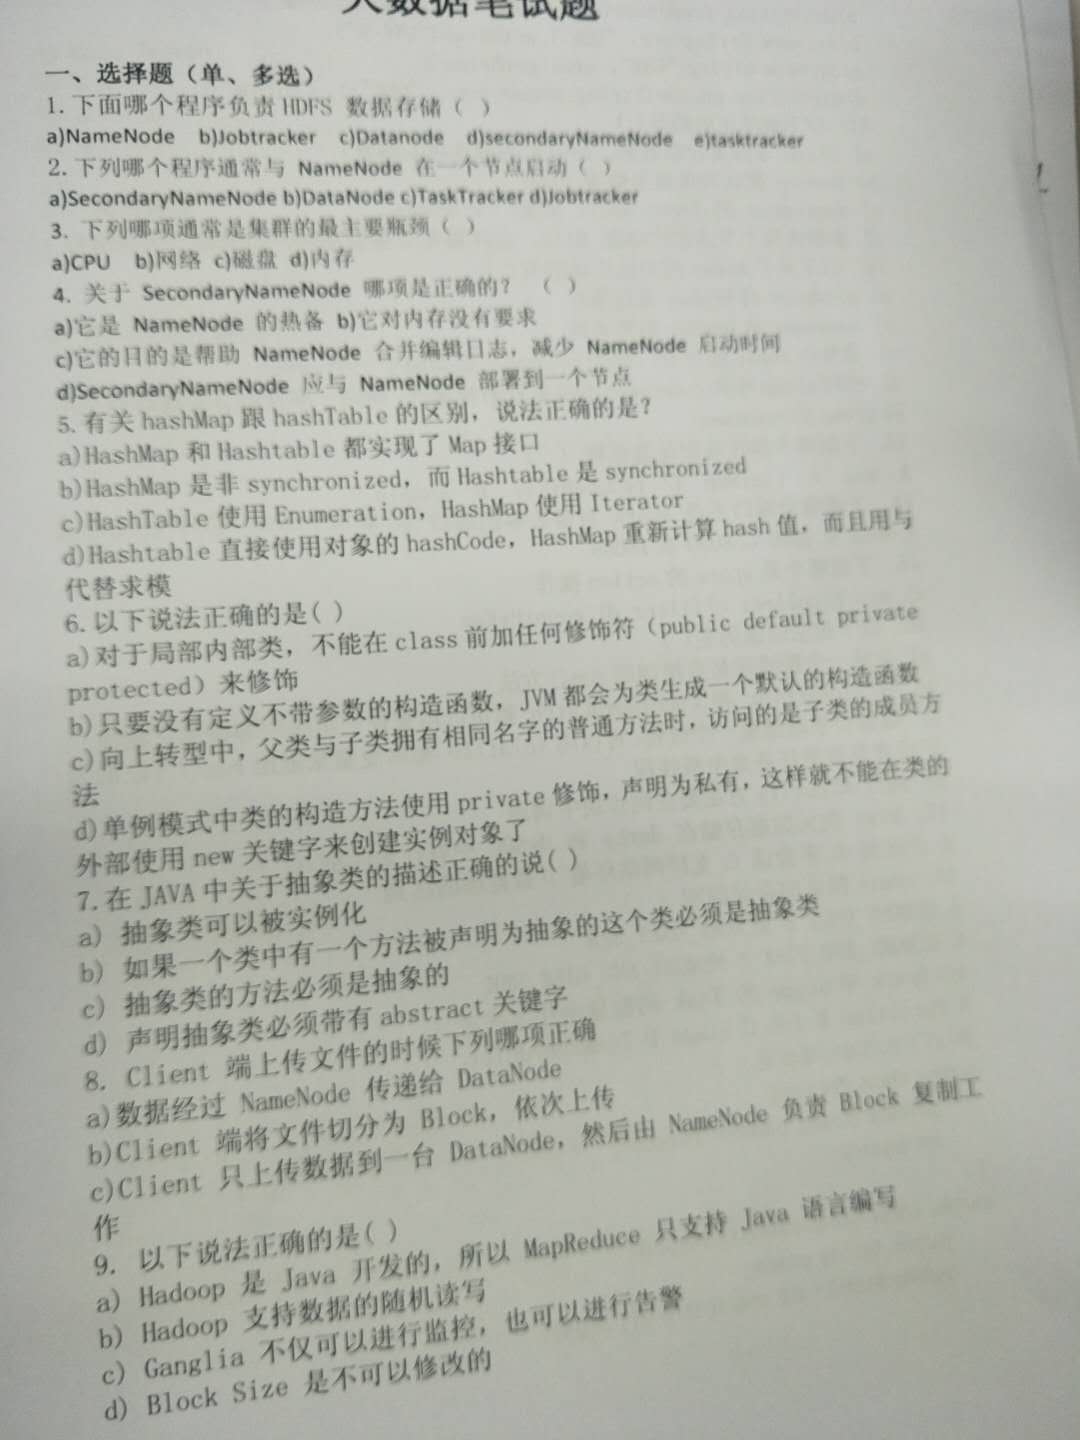 大数据笔试题
一、选择题（单、多选）
1.下面哪个程序负责 HDFS 数据存储（ ）
a)NameNode b)Jobtracker c)Datanode d)secondaryNameNode e)tasktracker
2.下列哪个程序通常与 NameNode 在一个节点启动（ ）
a)SecondaryNameNode b)DataNode c)TaskTracker d)Jobtracker
3. 下列哪项通常是集群的最主要瓶颈（ ）
a)CPU b)网络 c)磁盘 d)内存
4. 关于 SecondaryNameNode 哪项是正确的？ （ ）
a)它是 NameNode 的热备 b)它对内存没有要求
c)它的目的是帮助 NameNode 合并编辑日志，减少 NameNode 启动时间
d)SecondaryNameNode 应与 NameNode 部署到一个节点
5.有关 hashMap 跟 hashTable 的区别，说法正确的是？
a)HashMap 和 Hashtable 都实现了 Map 接口
b)HashMap 是非 synchronized，而 Hashtable 是 synchronized
c)HashTable 使用 Enumeration，HashMap 使用 Iterator
d)Hashtable 直接使用对象的 hashCode，HashMap 重新计算 hash 值，而且用与
代替求模
6.以下说法正确的是( )
a)对于局部内部类，不能在 class 前加任何修饰符（public default private
protected）来修饰
b)只要没有定义不带参数的构造函数，JVM 都会为类生成一个默认的构造函数
c)向上转型中，父类与子类拥有相同名字的普通方法时，访问的是子类的成员方
法
d)单例模式中类的构造方法使用 private 修饰，声明为私有，这样就不能在类的
外部使用 new 关键字来创建实例对象了
7.在 JAVA 中关于抽象类的描述正确的说( )
a) 抽象类可以被实例化
b) 如果一个类中有一个方法被声明为抽象的这个类必须是抽象类
c) 抽象类的方法必须是抽象的
d) 声明抽象类必须带有 abstract 关键字
8. Client 端上传文件的时候下列哪项正确
a)数据经过 NameNode 传递给 DataNode
b)Client 端将文件切分为 Block，依次上传
c)Client 只上传数据到一台 DataNode，然后由 NameNode 负责 Block 复制工
作
9. 以下说法正确的是( )
a) Hadoop 是 Java 开发的，所以 MapReduce 只支持 Java 语言编写
b) Hadoop 支持数据的随机读写
c) Ganglia 不仅可以进行监控，也可以进行告警
d) Block Size 是不可以修改的